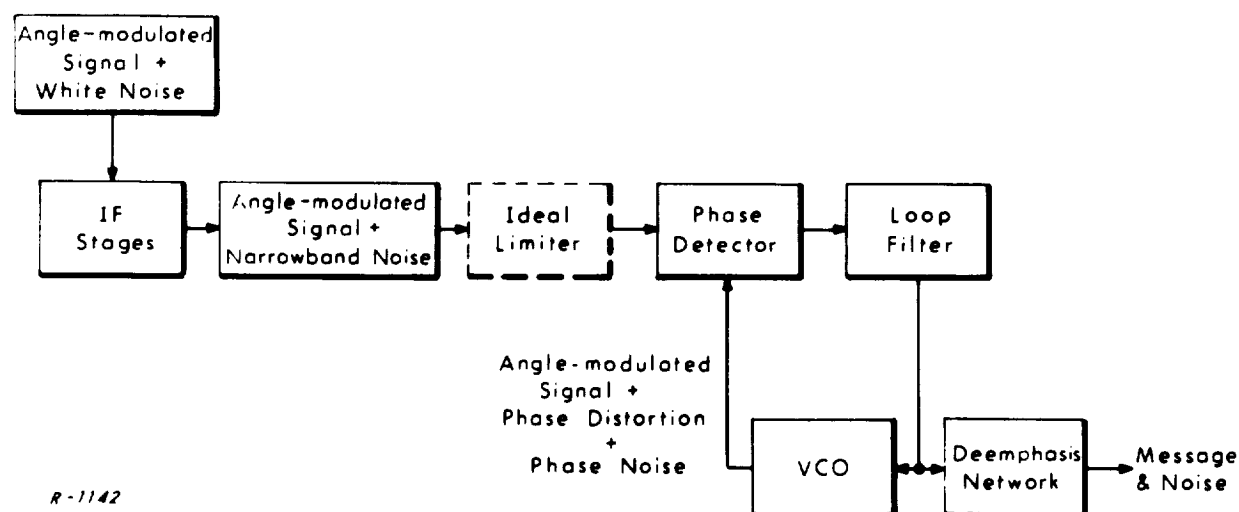 Angle-modulated
Signal +
White Noise
IF
Stages
Angle-modulated
Signal +
Narrowband Noise
Ideal
Limiter
Phase
Detector
Loop
Filter
Angle-modulated
Signal +
Phase Distortion
+
Phase Noise
VCO
Deemphasis
Network
Message
& Noise
R-1142